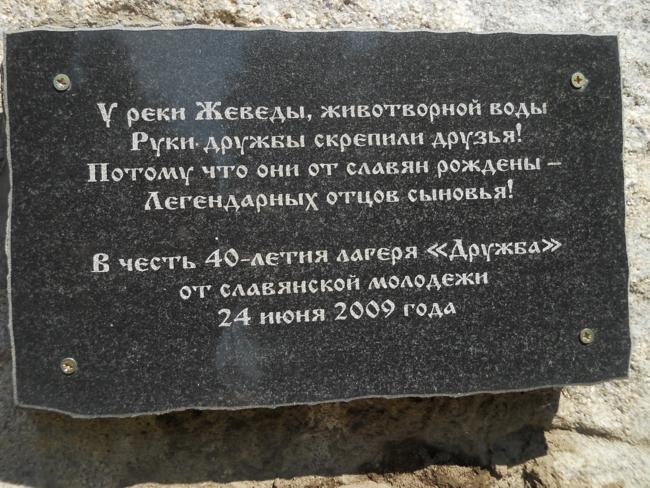 У реки Жеведы, животворной воды
Руки дружбы скрепили друзья!
Потому что они от славян рождены –
Легендарных отцов сыновья!
В честь 40-летия лагеря «Дружба»
от славянской молодежи
24 июня 2009 года